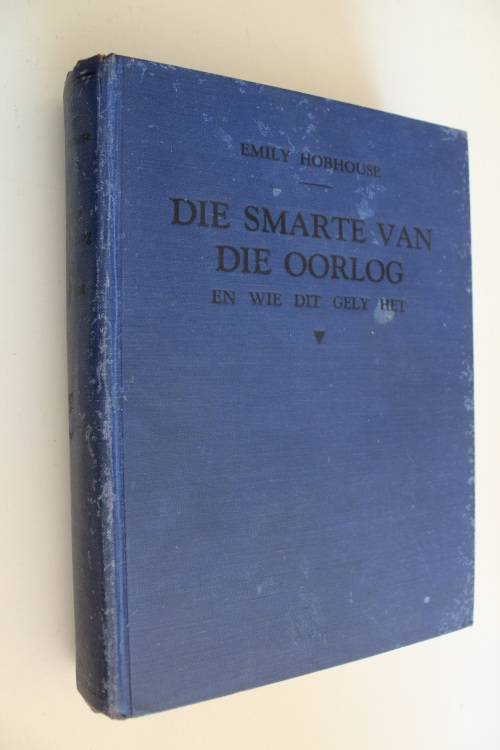 EMILY HOBHOUSE
DIE SMARTE VAN
DIE OORLOG
EN WIE DIT GELY HET